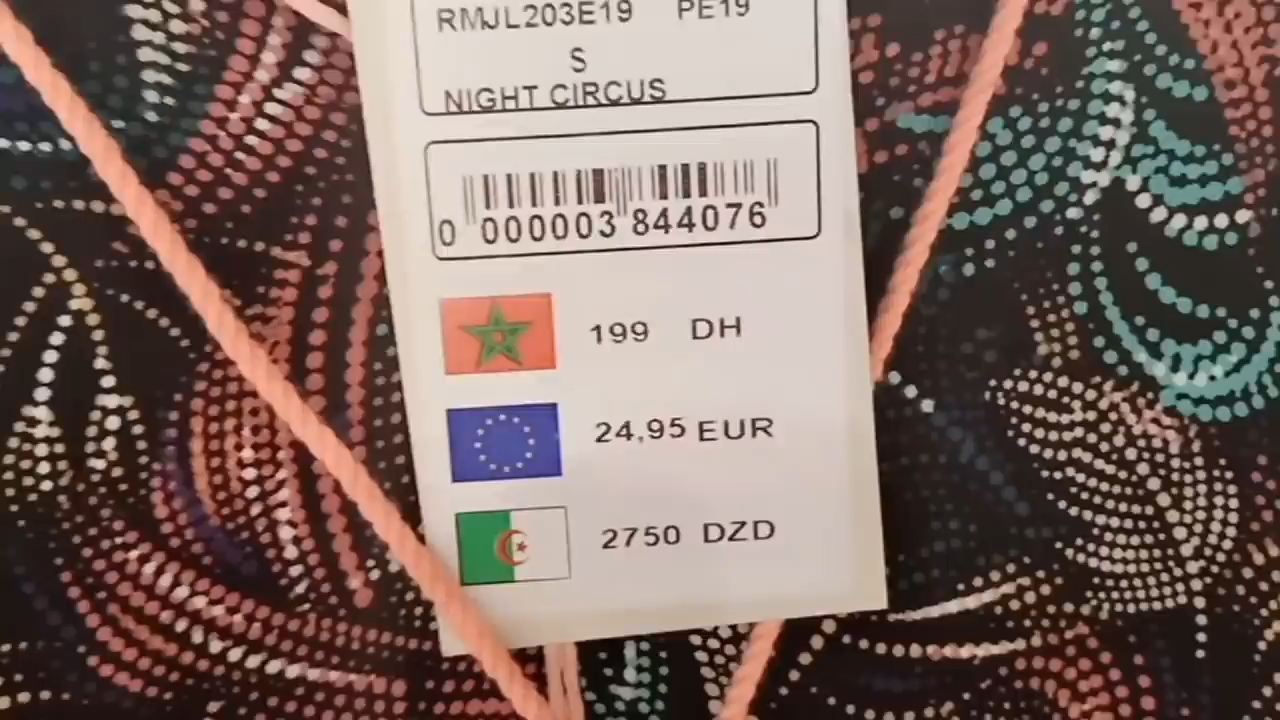 RMJL203E19 PE19
S
NIGHT CIRCUS
0 000003 844076
199 DH
24,95 EUR
2750 DZD